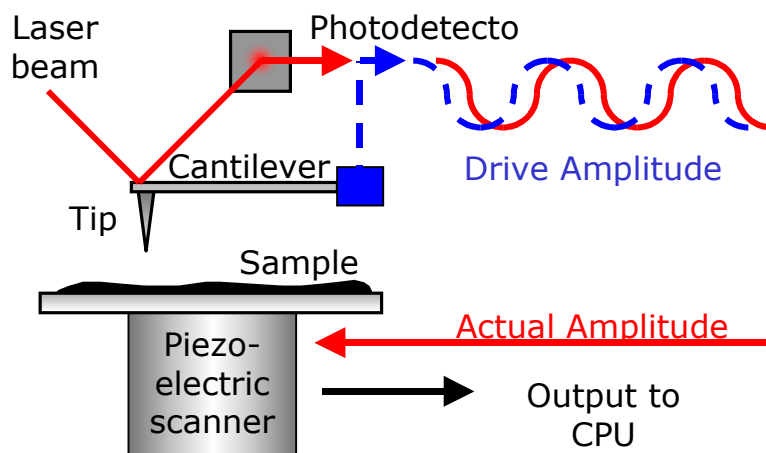 Laser
beam
Photodetecto
Cantilever
Drive Amplitude
Tip
Sample
Actual Amplitude
Piezo-
electric
scanner
Output to
CPU